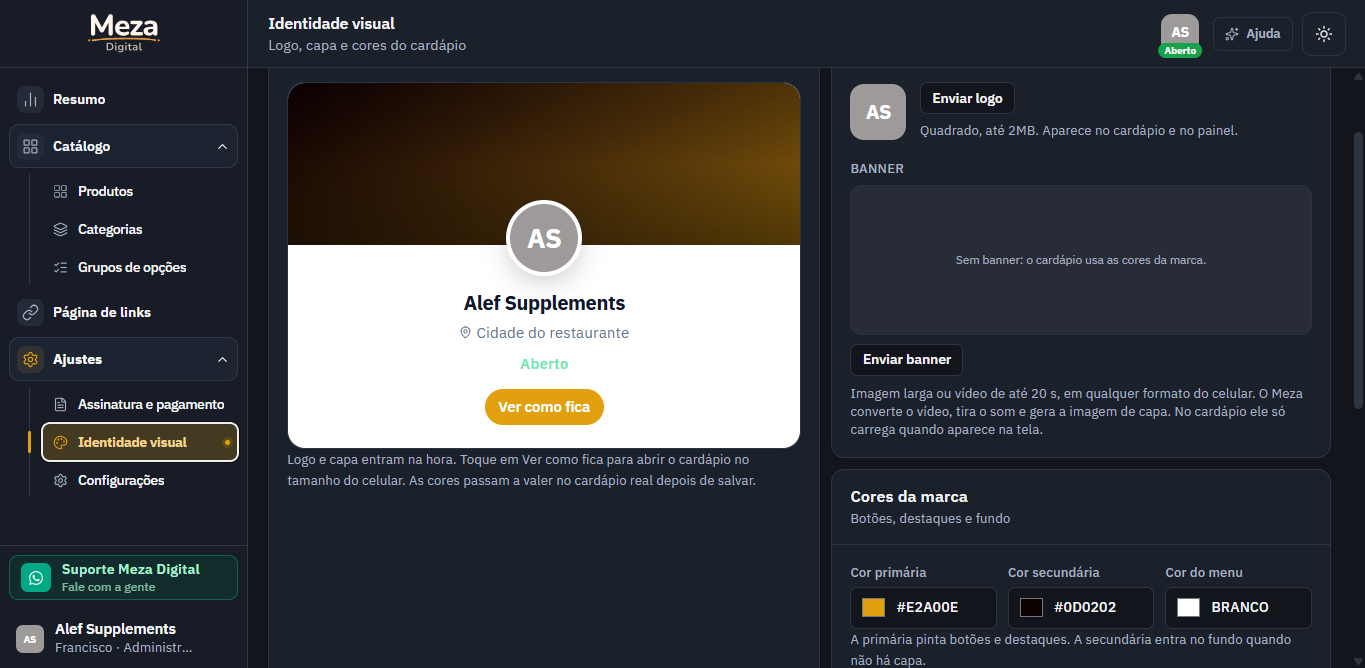 Meza
Digital
Identidade visual
Logo, capa e cores do cardápio
AS
Aberto
Ajuda
Resumo
Catálogo
Produtos
Categorias
Grupos de opções
Página de links
Ajustes
Assinatura e pagamento
Identidade visual
Configurações
Suporte Meza Digital
Fale com a gente
AS
Alef Supplements
Francisco · Administr...
AS
Alef Supplements
Cidade do restaurante
Aberto
Ver como fica
Logo e capa entram na hora. Toque em Ver como fica para abrir o cardápio no
tamanho do celular. As cores passam a valer no cardápio real depois de salvar.
AS
Enviar logo
Quadrado, até 2MB. Aparece no cardápio e no painel.
BANNER
Sem banner: o cardápio usa as cores da marca.
Enviar banner
Imagem larga ou vídeo de até 20 s, em qualquer formato do celular. O Meza
converte o vídeo, tira o som e gera a imagem de capa. No cardápio ele só
carrega quando aparece na tela.
Cores da marca
Botões, destaques e fundo
Cor primária
Cor secundária
Cor do menu
#E2A00E
#0D0202
BRANCO
A primária pinta botões e destaques. A secundária entra no fundo quando
não há capa.